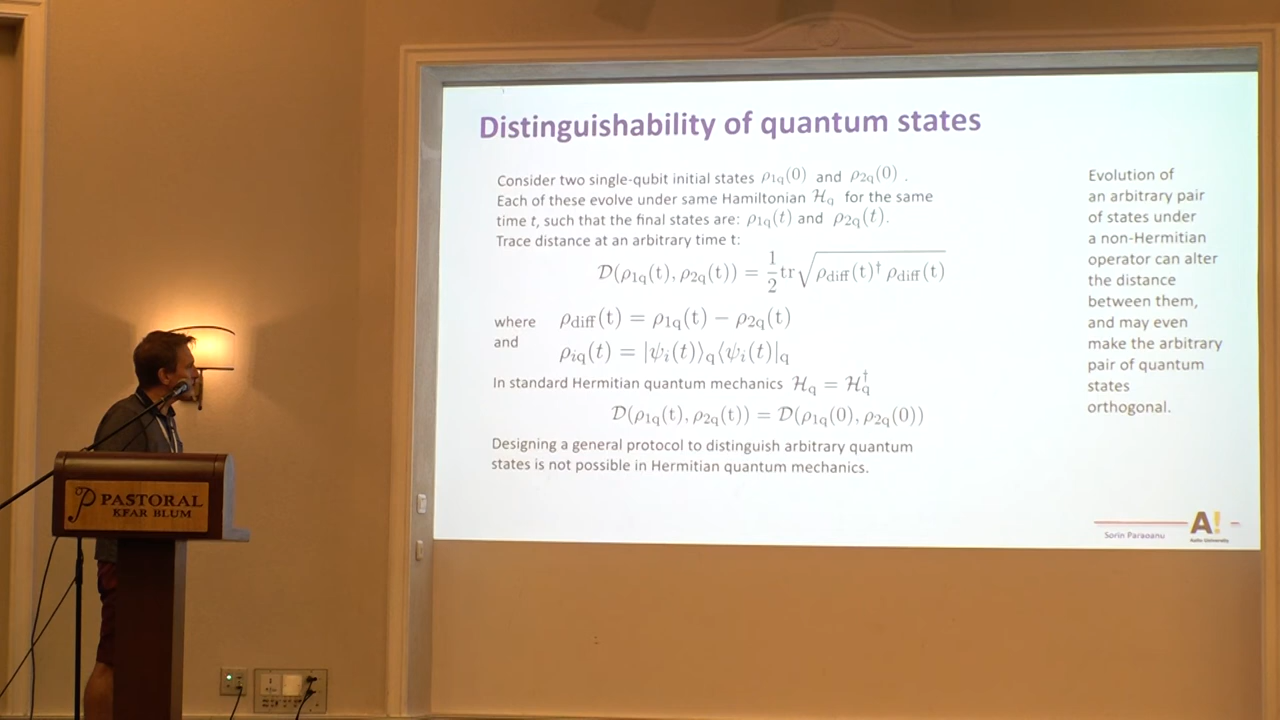 Distinguishability of quantum states
Consider two single-qubit initial states ρ1q(0) and ρ2q(0) .
Each of these evolve under same Hamiltonian ℋq for the same
time t, such that the final states are: ρ1q(t) and ρ2q(t).
Trace distance at an arbitrary time t:
𝒟(ρ1q(t), ρ2q(t)) = 1/2 tr√(ρdiff(t)† ρdiff(t))
where ρdiff(t) = ρ1q(t) − ρ2q(t)
and ρiq(t) = |ψi(t)⟩q⟨ψi(t)|q
In standard Hermitian quantum mechanics ℋq = ℋq†
𝒟(ρ1q(t), ρ2q(t)) = 𝒟(ρ1q(0), ρ2q(0))
Designing a general protocol to distinguish arbitrary quantum
states is not possible in Hermitian quantum mechanics.
Evolution of
an arbitrary pair
of states under
a non-Hermitian
operator can alter
the distance
between them,
and may even
make the arbitrary
pair of quantum
states
orthogonal.
Sorin Paraoanu
A!
Aalto University
PASTORAL
KFAR BLUM